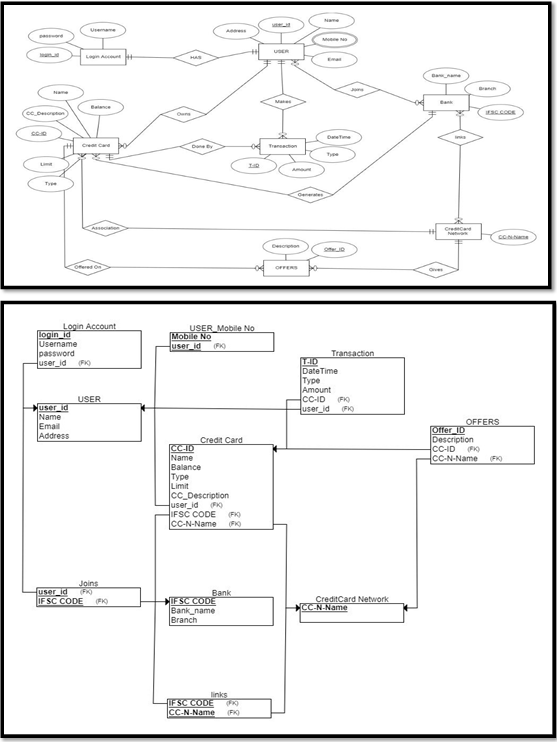 Username
password
login_id
Login Account
HAS
Address
user_id
Name
Mobile No
USER
Email
Joins
Bank_name
Branch
Bank
IFSC CODE
Name
CC_Description
Balance
CC-ID
Credit Card
Limit
Type
Owns
Makes
Done By
Transaction
DateTime
Type
T-ID
Amount
links
Generates
Association
CreditCard
Network
CC-N-Name
Description
Offer_ID
Offered On
OFFERS
Gives
Login Account
login_id
Username
password
user_id (FK)
USER_Mobile No
Mobile No
user_id (FK)
Transaction
T-ID
DateTime
Type
Amount
CC-ID (FK)
user_id (FK)
USER
user_id
Name
Email
Address
Credit Card
CC-ID
Name
Balance
Type
Limit
CC_Description
user_id (FK)
IFSC CODE (FK)
CC-N-Name (FK)
OFFERS
Offer_ID
Description
CC-ID (FK)
CC-N-Name (FK)
Joins
user_id (FK)
IFSC CODE (FK)
Bank
IFSC CODE
Bank_name
Branch
CreditCard Network
CC-N-Name
links
IFSC CODE (FK)
CC-N-Name (FK)